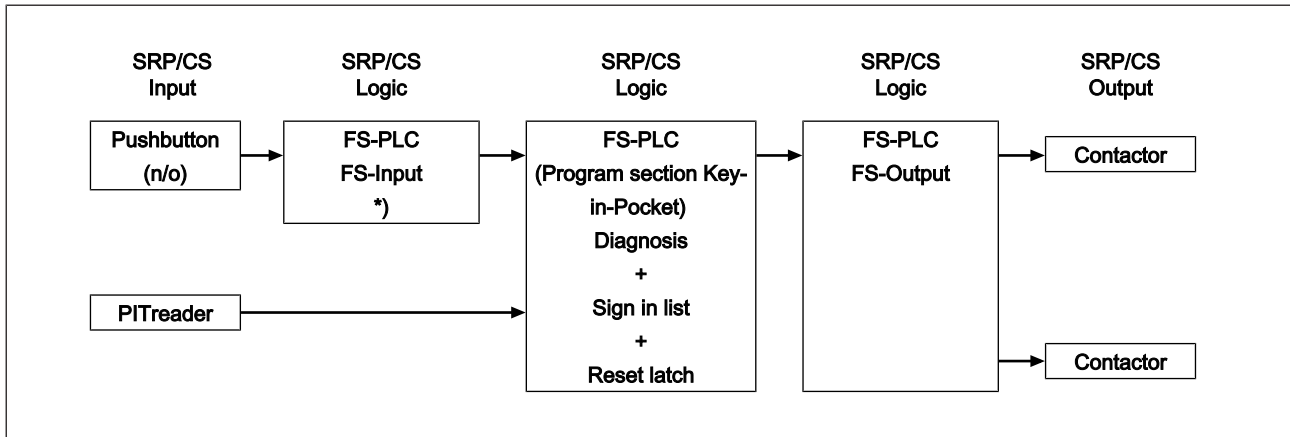 SRP/CS
Input
SRP/CS
Logic
SRP/CS
Logic
SRP/CS
Logic
SRP/CS
Output
Pushbutton
(n/o)
FS-PLC
FS-Input
*)
FS-PLC
(Program section Key-
in-Pocket)
Diagnosis
+
Sign in list
+
Reset latch
FS-PLC
FS-Output
Contactor
PITreader
Contactor